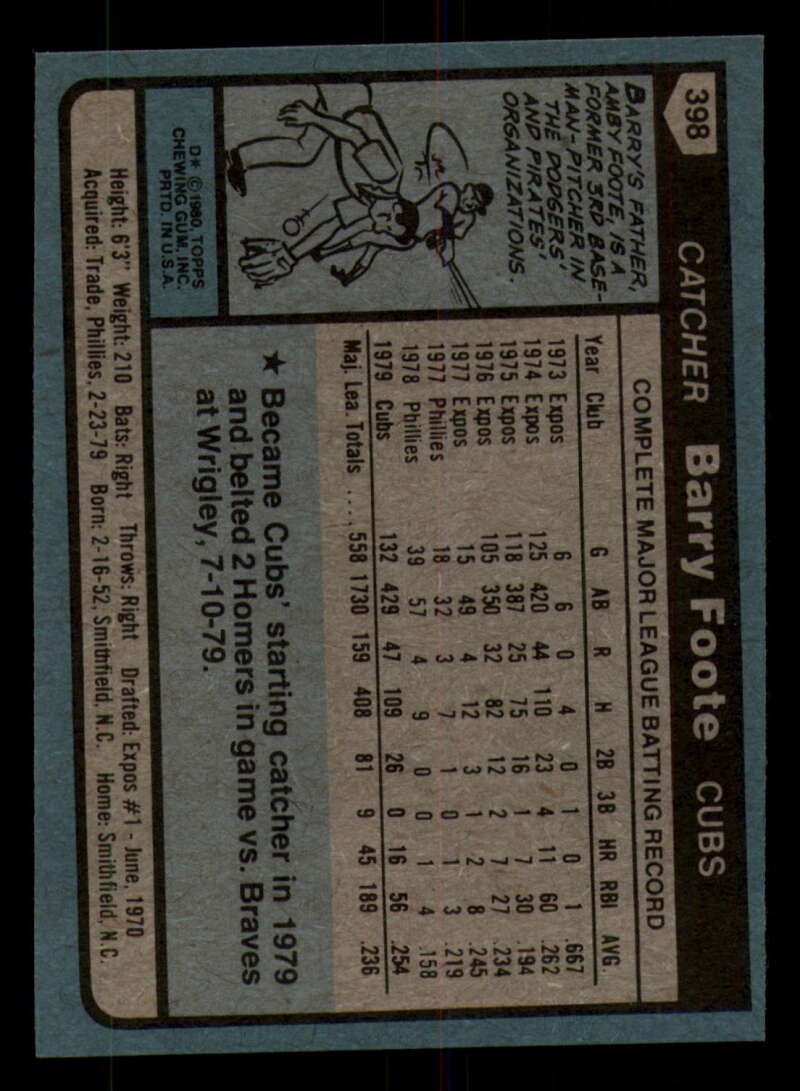 398
CATCHER Barry Foote CUBS
BARRY'S FATHER,
AMBY FOOTE, IS A
FORMER 3RD BASE-
MAN-PITCHER IN
THE DODGERS'
AND PIRATES'
ORGANIZATIONS.
COMPLETE MAJOR LEAGUE BATTING RECORD
Year Club G AB R H 2B 3B HR RBI AVG.
1973 Expos 6 6 0 4 0 1 0 1 .667
1974 Expos 125 420 44 110 23 4 11 60 .262
1975 Expos 118 387 25 75 16 1 7 30 .194
1976 Expos 105 350 32 82 12 2 7 27 .234
1977 Expos 15 49 4 12 3 1 2 8 .245
1977 Phillies 18 32 3 7 1 0 1 3 .219
1978 Phillies 39 57 4 9 0 0 1 4 .158
1979 Cubs 132 429 47 109 26 0 16 56 .254
Maj. Lea. Totals .... 558 1730 159 408 81 9 45 189 .236
★ Became Cubs' starting catcher in 1979
and belted 2 Homers in game vs. Braves
at Wrigley, 7-10-79.
D* © 1980, TOPPS
CHEWING GUM, INC.
PRTD. IN U.S.A.
Height: 6'3" Weight: 210 Bats: Right Throws: Right Drafted: Expos #1 - June, 1970
Acquired: Trade, Phillies, 2-23-79 Born: 2-16-52, Smithfield, N.C. Home: Smithfield, N.C.